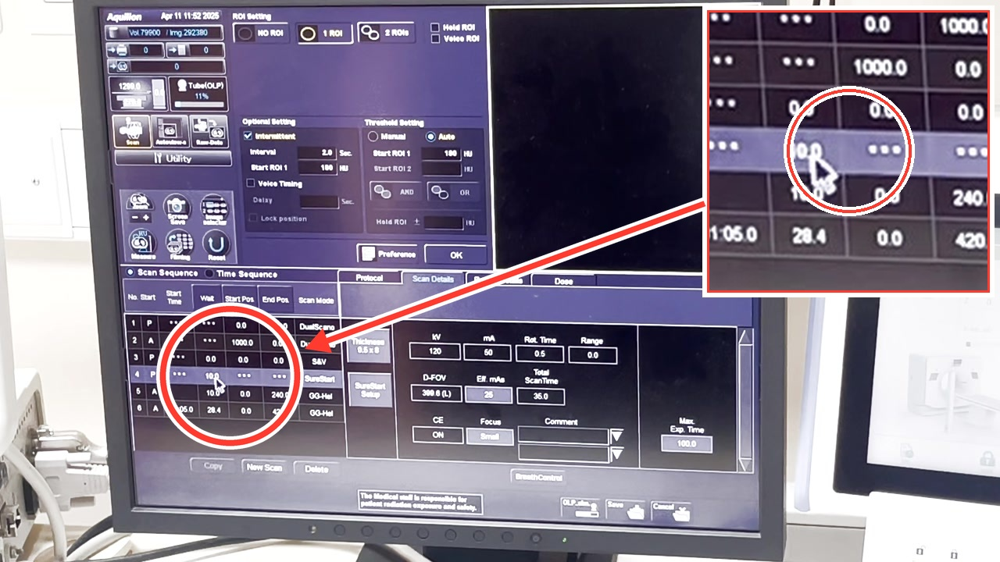 Aquilion Apr 11 11:52 2025
Vol.79900 / Img.292380
0 0
0
1299.0 0.0
Tube(OLP)
11%
Scan Autoview-s Raw-Data
Utility
Screen Save
Measure Filming Reset
ROI Setting
NO ROI 1 ROI 2 ROIs
Hold ROI
Voice ROI
Optional Setting
Intermittent
Interval 2.0 Sec.
Start ROI 1 180 HU
Voice Timing
Delay Sec.
Lock position
Threshold Setting
Manual Auto
Start ROI 1 180 HU
Start ROI 2 HU
AND OR
Hold ROI ± HU
Preference OK
Scan Sequence Time Sequence
Protocol Scan Details Dose
No. Start Start Time Wait Start Pos. End Pos. Scan Mode
1 P *** *** 0.0 DualScano
2 A *** 1000.0 0.0
3 P *** 0.0 0.0 0.0 S&V
4 P *** 10.0 *** *** SureStart
5 A 10.0 0.0 240. GG-Hel
6 A 05.0 28.4 0.0 GG-Hel
Thickness
0.5 x 8
SureStart
Setup
kV mA Rot. Time Range
120 50 0.5 0.0
D-FOV Eff. mAs Total ScanTime
399.6 (L) 25 35.0
CE Focus Comment
ON Small
Max.
Exp. Time
100.0
Copy New Scan Delete
BreathControl
The Medical staff is responsible for
patient radiation exposure and safety.
Save Cancel
*** *** 0.0 1000.0
*** *** 1000.0 0.0
*** 0.0 0.0 0.0
*** 10.0 *** ***
10.0 0.0 240.
1:05.0 28.4 0.0 420.